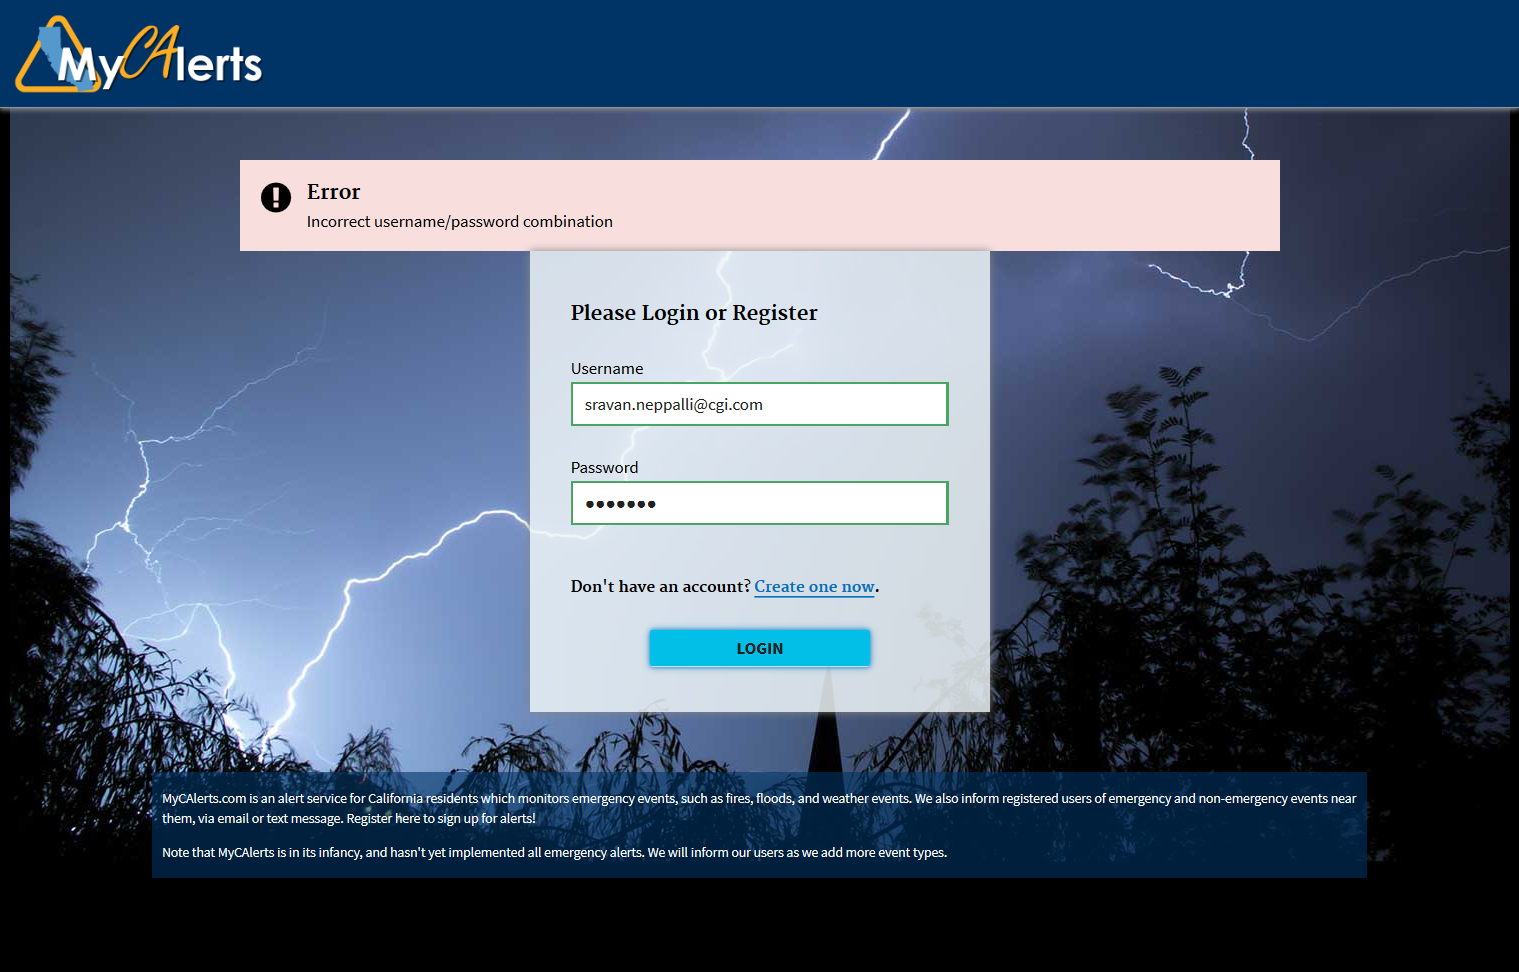 MyCAlerts
Error
Incorrect username/password combination
Please Login or Register
Username
sravan.neppalli@cgi.com
Password
•••••••
Don't have an account? Create one now.
LOGIN
MyCAlerts.com is an alert service for California residents which monitors emergency events, such as fires, floods, and weather events. We also inform registered users of emergency and non-emergency events near
them, via email or text message. Register here to sign up for alerts!
Note that MyCAlerts is in its infancy, and hasn't yet implemented all emergency alerts. We will inform our users as we add more event types.